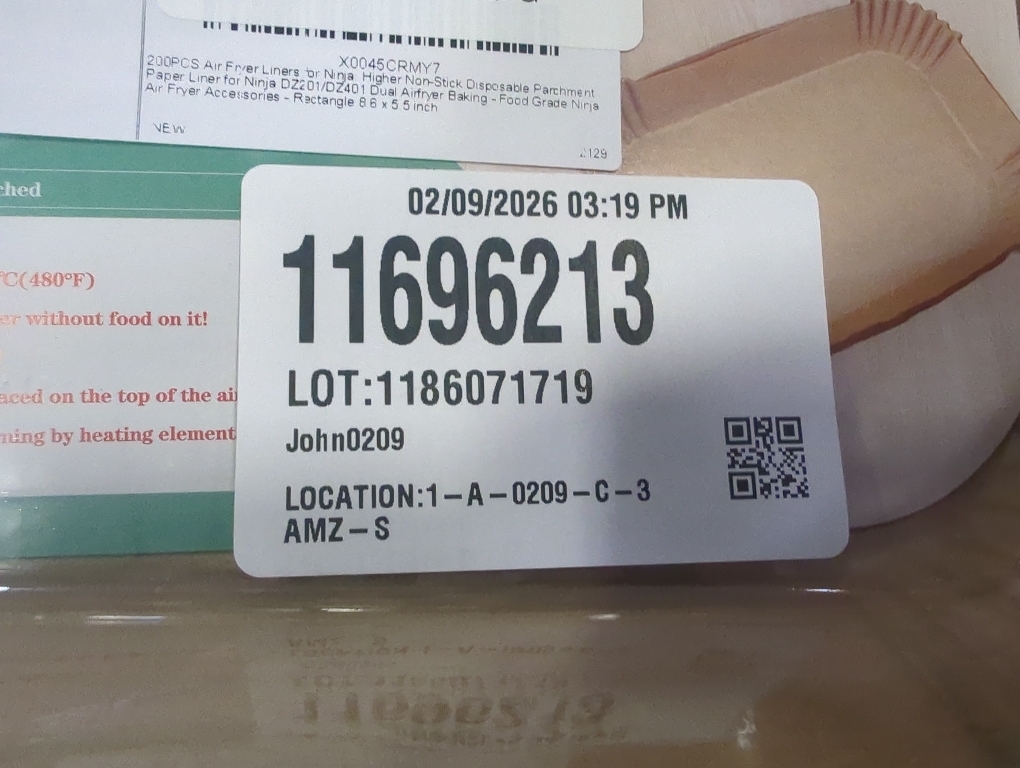 X0045CRMY7
200PCS Air Fryer Liners for Ninja, Higher Non-Stick Disposable Parchment
Paper Liner for Ninja DZ201/DZ401 Dual Airfryer Baking - Food Grade Ninja
Air Fryer Accessories - Rectangle 8.6 x 5.5 inch
NEW
ched
°C(480°F)
er without food on it!
aced on the top of the air
ning by heating element
02/09/2026 03:19 PM
11696213
LOT:1186071719
John0209
LOCATION:1-A-0209-C-3
AMZ-S